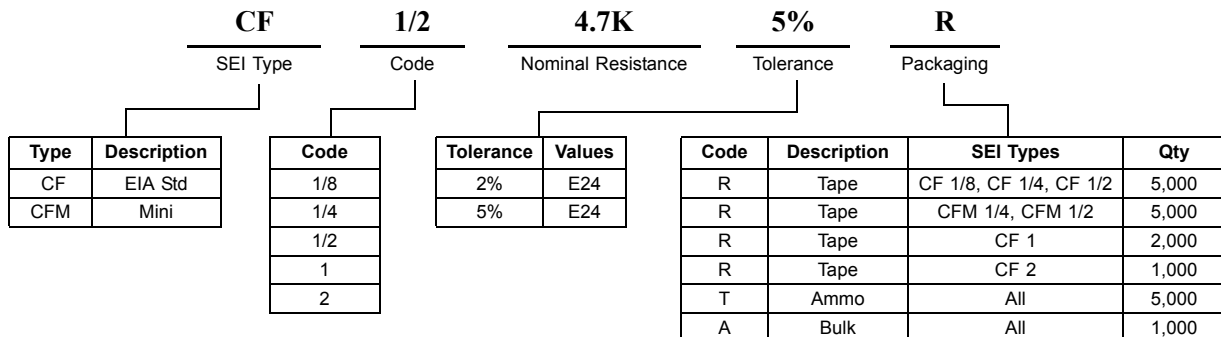 CF 1/2 4.7K 5% R
SEI Type Code Nominal Resistance Tolerance Packaging
Type Description
CF EIA Std
CFM Mini
Code
1/8
1/4
1/2
1
2
Tolerance Values
2% E24
5% E24
Code Description SEI Types Qty
R Tape CF 1/8, CF 1/4, CF 1/2 5,000
R Tape CFM 1/4, CFM 1/2 5,000
R Tape CF 1 2,000
R Tape CF 2 1,000
T Ammo All 5,000
A Bulk All 1,000